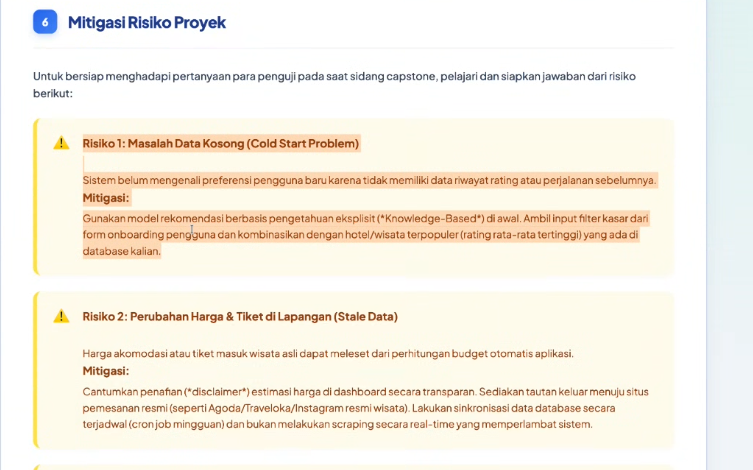 6 Mitigasi Risiko Proyek
Untuk bersiap menghadapi pertanyaan para penguji pada saat sidang capstone, pelajari dan siapkan jawaban dari risiko
berikut:
Risiko 1: Masalah Data Kosong (Cold Start Problem)
Sistem belum mengenali preferensi pengguna baru karena tidak memiliki data riwayat rating atau perjalanan sebelumnya.
Mitigasi:
Gunakan model rekomendasi berbasis pengetahuan eksplisit (*Knowledge-Based*) di awal. Ambil input filter kasar dari
form onboarding pengguna dan kombinasikan dengan hotel/wisata terpopuler (rating rata-rata tertinggi) yang ada di
database kalian.
Risiko 2: Perubahan Harga & Tiket di Lapangan (Stale Data)
Harga akomodasi atau tiket masuk wisata asli dapat meleset dari perhitungan budget otomatis aplikasi.
Mitigasi:
Cantumkan penafian (*disclaimer*) estimasi harga di dashboard secara transparan. Sediakan tautan keluar menuju situs
pemesanan resmi (seperti Agoda/Traveloka/Instagram resmi wisata). Lakukan sinkronisasi data database secara
terjadwal (cron job mingguan) dan bukan melakukan scraping secara real-time yang memperlambat sistem.